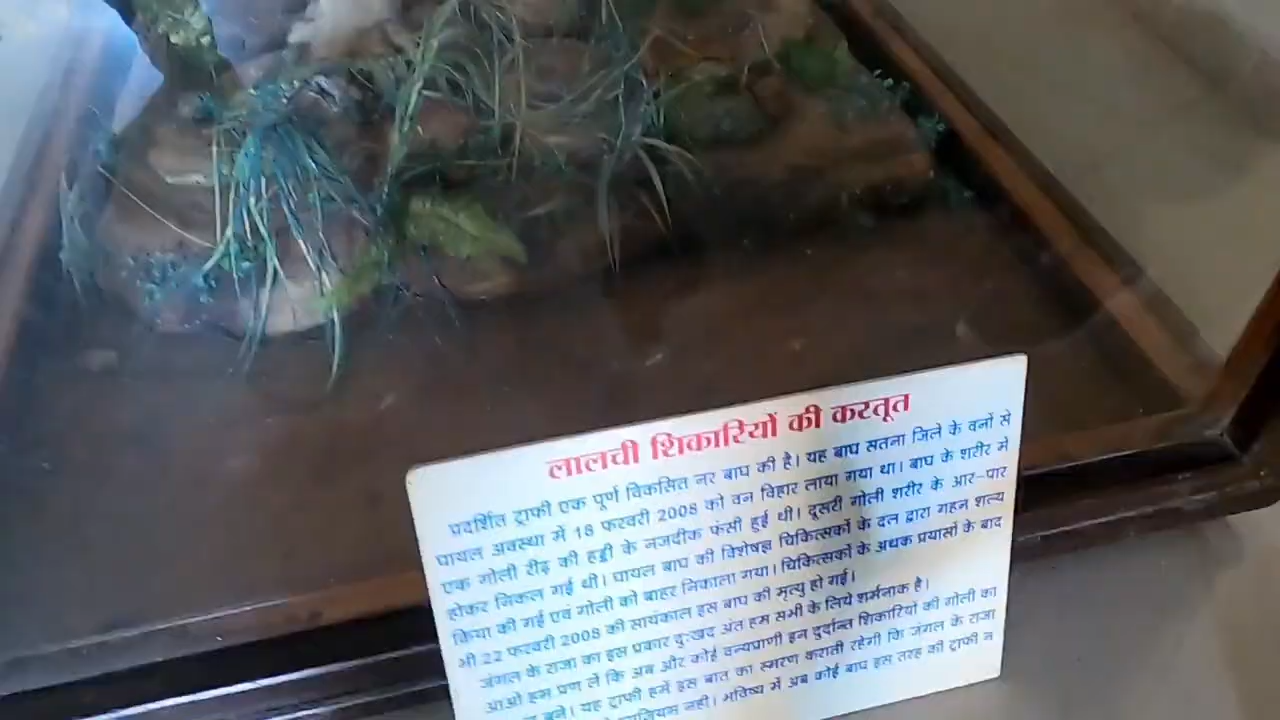 लालची शिकारियों की करतूत
प्रदर्शित ट्राफी एक पूर्ण विकसित नर बाघ की है। यह बाघ सतना जिले के वनों से
घायल अवस्था में 18 फरवरी 2008 को वन विहार लाया गया था। बाघ के शरीर में
एक गोली रीढ़ की हड्डी के नजदीक फंसी हुई थी। दूसरी गोली शरीर के आर-पार
होकर निकल गई थी। घायल बाघ की विशेषज्ञ चिकित्सकों के दल द्वारा गहन शल्य
क्रिया की गई एवं गोली को बाहर निकाला गया। चिकित्सकों के अथक प्रयासों के बाद
भी 22 फरवरी 2008 की सायंकाल इस बाघ की मृत्यु हो गई।
जंगल के राजा का इस प्रकार दुःखद अंत हम सभी के लिये शर्मनाक है।
आओ हम प्रण लें कि अब और कोई वन्यप्राणी इन दुर्दान्त शिकारियों की गोली का
न बने। यह ट्राफी हमें इस बात का स्मरण कराती रहेगी कि जंगल के राजा
नहीं। भविष्य में अब कोई बाघ इस तरह की ट्राफी न